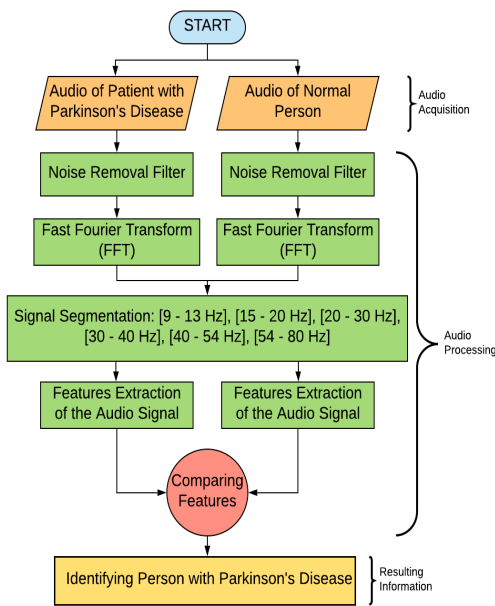 START
Audio of Patient with
Parkinson's Disease
Audio of Normal
Person
Audio
Acquisition
Noise Removal Filter
Noise Removal Filter
Fast Fourier Transform
(FFT)
Fast Fourier Transform
(FFT)
Signal Segmentation: [9 - 13 Hz], [15 - 20 Hz], [20 - 30 Hz],
[30 - 40 Hz], [40 - 54 Hz], [54 - 80 Hz]
Audio
Processing
Features Extraction
of the Audio Signal
Features Extraction
of the Audio Signal
Comparing
Features
Identifying Person with Parkinson's Disease
Resulting
Information